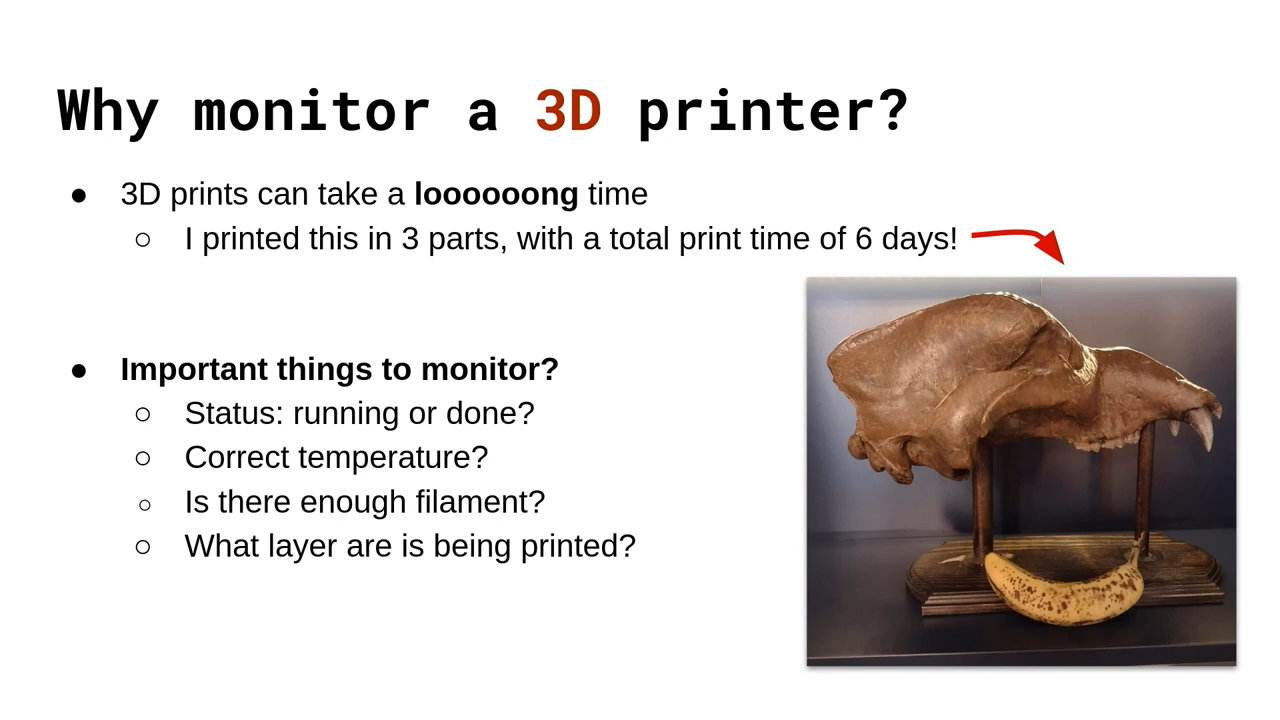 Why monitor a 3D printer?
● 3D prints can take a loooooong time
○ I printed this in 3 parts, with a total print time of 6 days!
● Important things to monitor?
○ Status: running or done?
○ Correct temperature?
○ Is there enough filament?
○ What layer are is being printed?